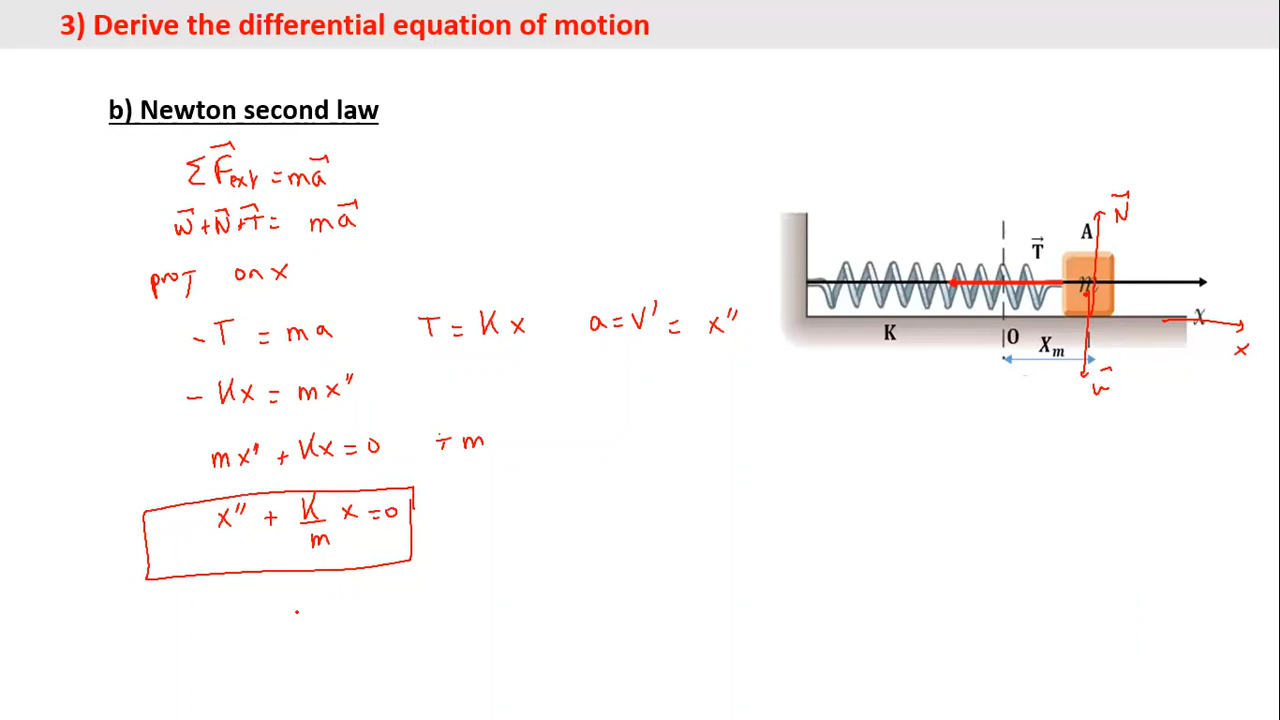 3) Derive the differential equation of motion
b) Newton second law
Σ F⃗ext = ma⃗
W⃗ + N⃗ + T⃗ = ma⃗
proj on x
- T = ma T = Kx a = V' = x''
- Kx = mx''
mx'' + Kx = 0 ÷ m
x'' + K/m x = 0
N⃗
A
T⃗
m
x
K
O
Xm
x
W⃗